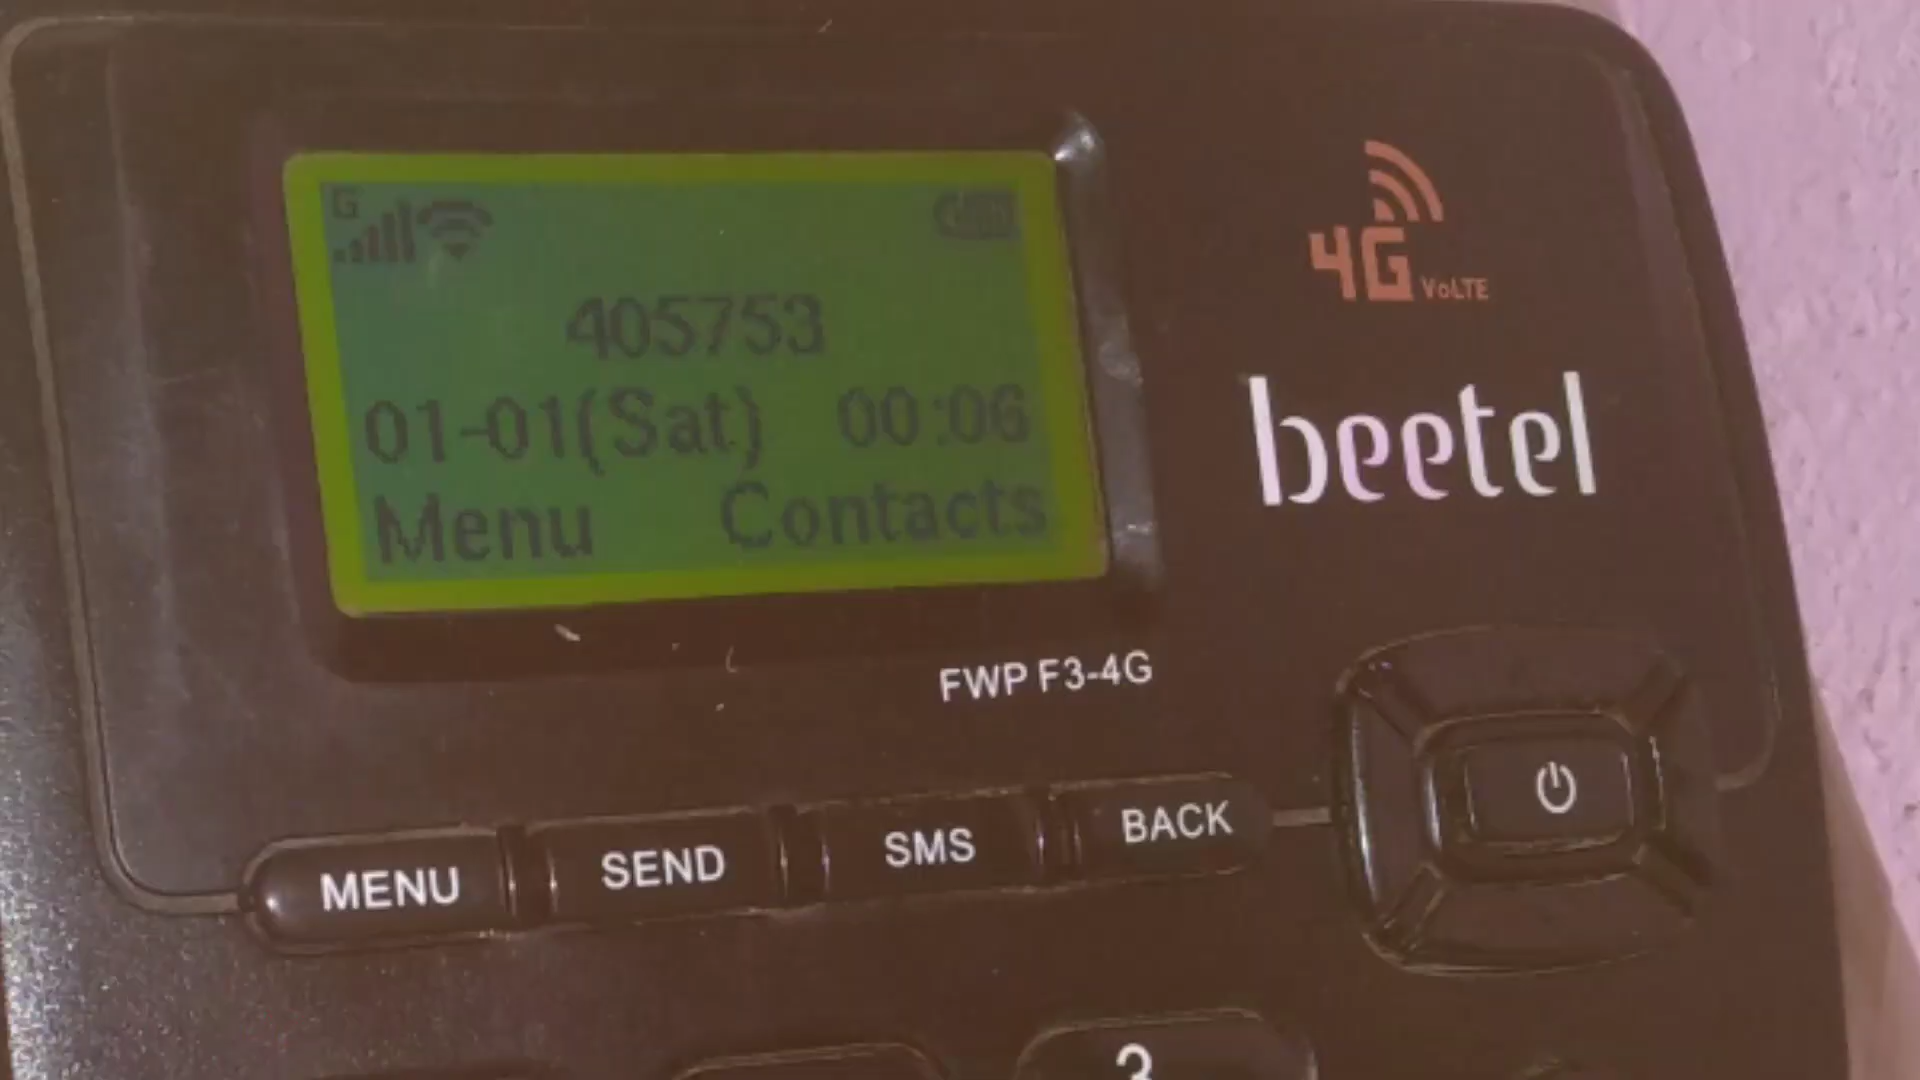 G
405753
01-01(Sat) 00:06
Menu Contacts
4G VoLTE
beetel
FWP F3-4G
MENU SEND SMS BACK
3